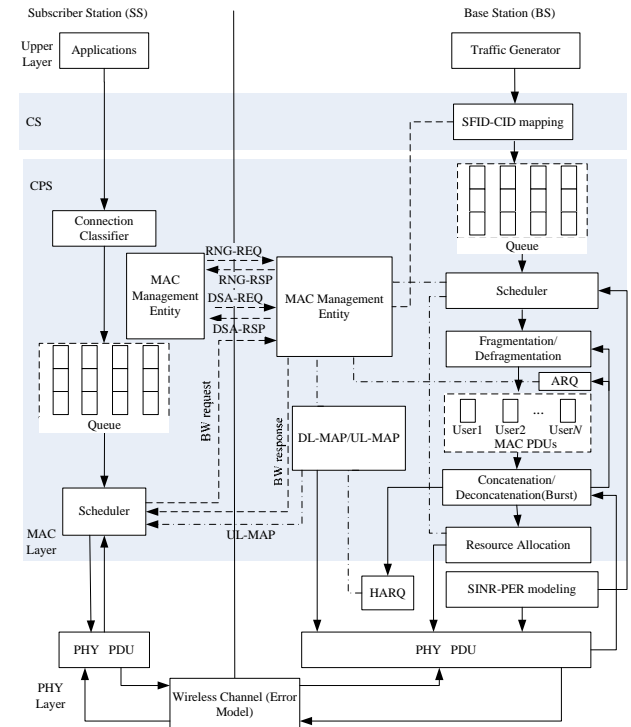 Subscriber Station (SS)
Base Station (BS)
Upper
Layer
Applications
Traffic Generator
CS
SFID-CID mapping
CPS
Connection
Classifier
Queue
RNG-REQ
RNG-RSP
DSA-REQ
DSA-RSP
MAC
Management
Entity
MAC Management
Entity
Scheduler
Fragmentation/
Defragmentation
ARQ
Queue
BW request
BW response
DL-MAP/UL-MAP
User1
User2
...
UserN
MAC PDUs
Concatenation/
Deconcatenation(Burst)
Scheduler
UL-MAP
MAC
Layer
Resource Allocation
HARQ
SINR-PER modeling
PHY PDU
PHY PDU
PHY
Layer
Wireless Channel (Error
Model)